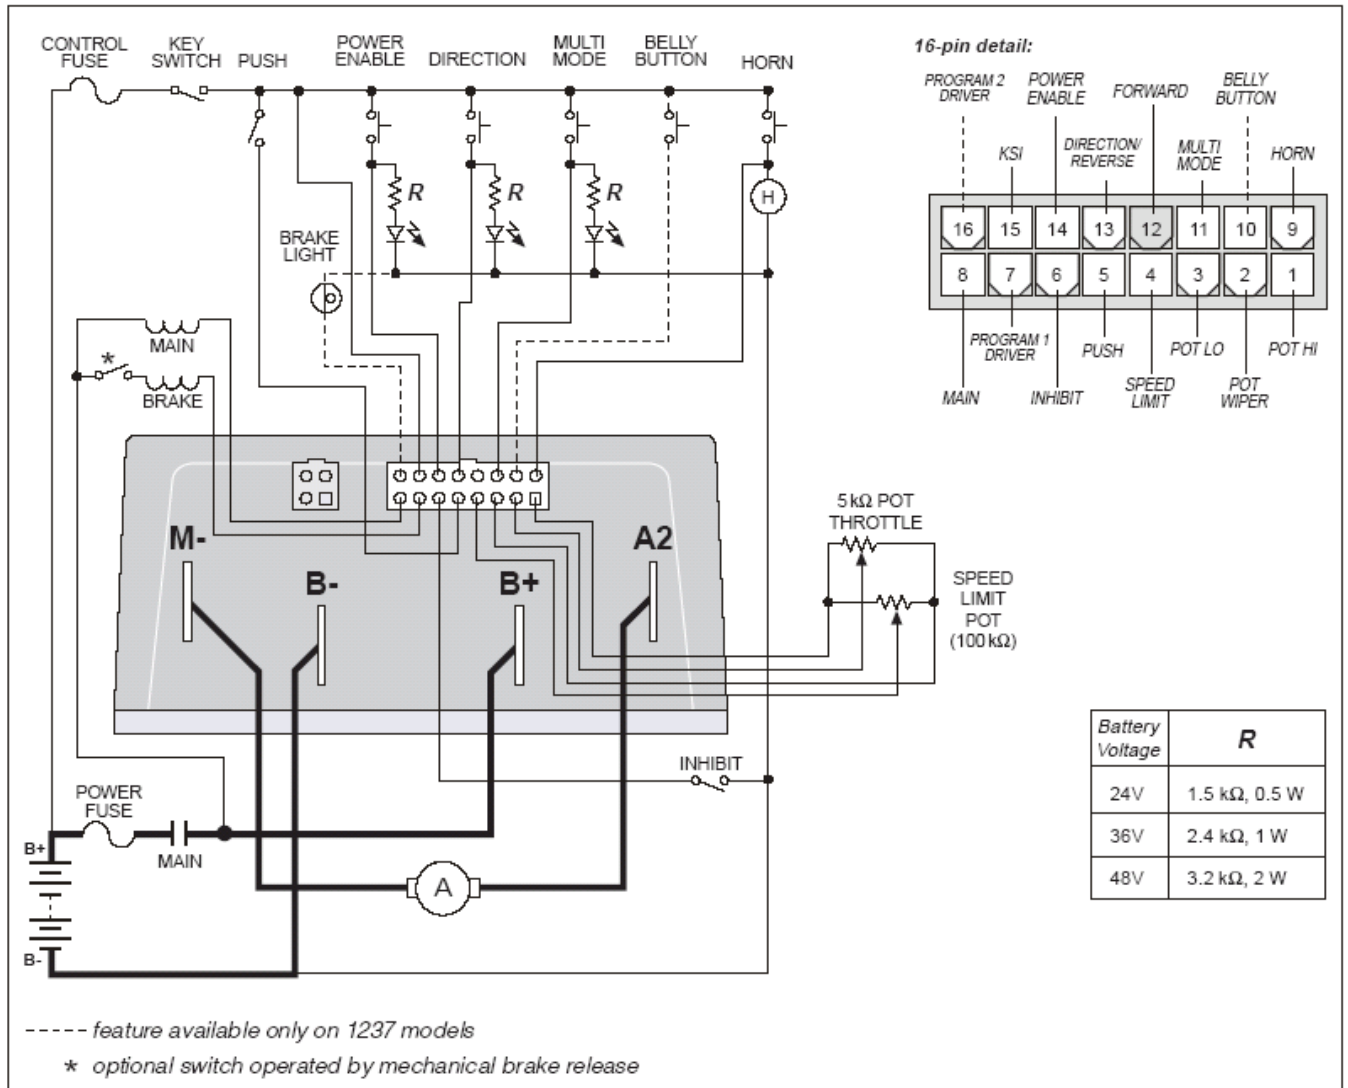 CONTROL
FUSE
KEY
SWITCH
PUSH
POWER
ENABLE
DIRECTION
MULTI
MODE
BELLY
BUTTON
HORN
R
R
R
H
BRAKE
LIGHT
MAIN
*
BRAKE
M-
B-
B+
A2
5 kΩ POT
THROTTLE
SPEED
LIMIT
POT
(100 kΩ)
INHIBIT
POWER
FUSE
MAIN
B+
B-
A
16-pin detail:
PROGRAM 2
DRIVER
POWER
ENABLE
FORWARD
BELLY
BUTTON
KSI
DIRECTION/
REVERSE
MULTI
MODE
HORN
16 15 14 13 12 11 10 9
8 7 6 5 4 3 2 1
PROGRAM 1
DRIVER
PUSH
POT LO
POT HI
MAIN
INHIBIT
SPEED
LIMIT
POT
WIPER
Battery
Voltage
R
24V 1.5 kΩ, 0.5 W
36V 2.4 kΩ, 1 W
48V 3.2 kΩ, 2 W
----- feature available only on 1237 models
* optional switch operated by mechanical brake release